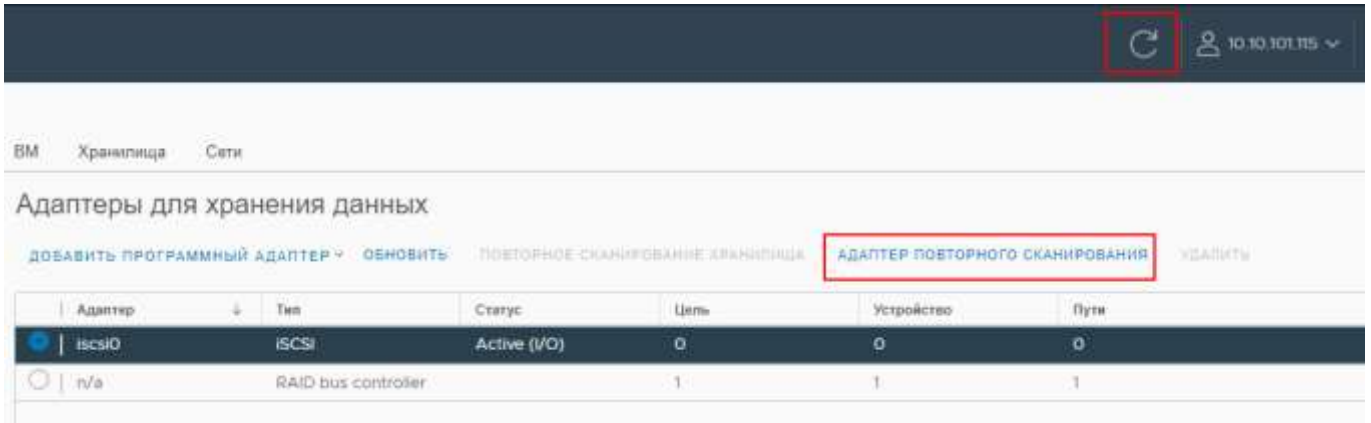 10.10.101.115
ВМ Хранилища Сети
Адаптеры для хранения данных
ДОБАВИТЬ ПРОГРАММНЫЙ АДАПТЕР ОБНОВИТЬ ПОВТОРНОЕ СКАНИРОВАНИЕ ХРАНИЛИЩА АДАПТЕР ПОВТОРНОГО СКАНИРОВАНИЯ УДАЛИТЬ
Адаптер Тип Статус Цель Устройство Пути
iscsi0 iSCSI Active (I/O) 0 0 0
n/a RAID bus controller 1 1 1